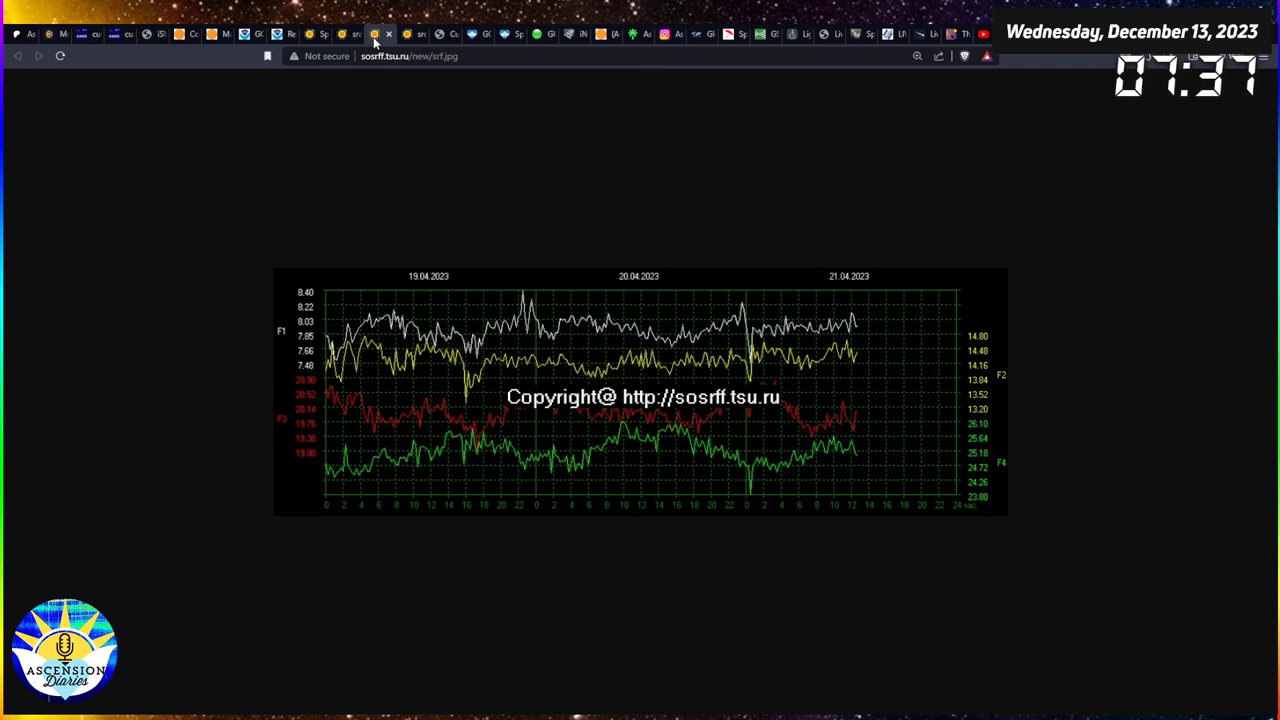 Wednesday, December 13, 2023
07:37
Not secure sosrff.tsu.ru/new/srf.jpg
19.04.2023 20.04.2023 21.04.2023
F1
8.40
8.22
8.03
7.85
7.66
7.48
F3
20.90
20.52
20.14
19.76
19.38
19.00
Copyright@ http://sosrff.tsu.ru
F2
14.80
14.48
14.16
13.84
13.52
13.20
F4
26.10
25.64
25.18
24.72
24.26
23.80
0 2 4 6 8 10 12 14 16 18 20 22 0 2 4 6 8 10 12 14 16 18 20 22 0 2 4 6 8 10 12 14 16 18 20 22 24
ASCENSION
Diaries